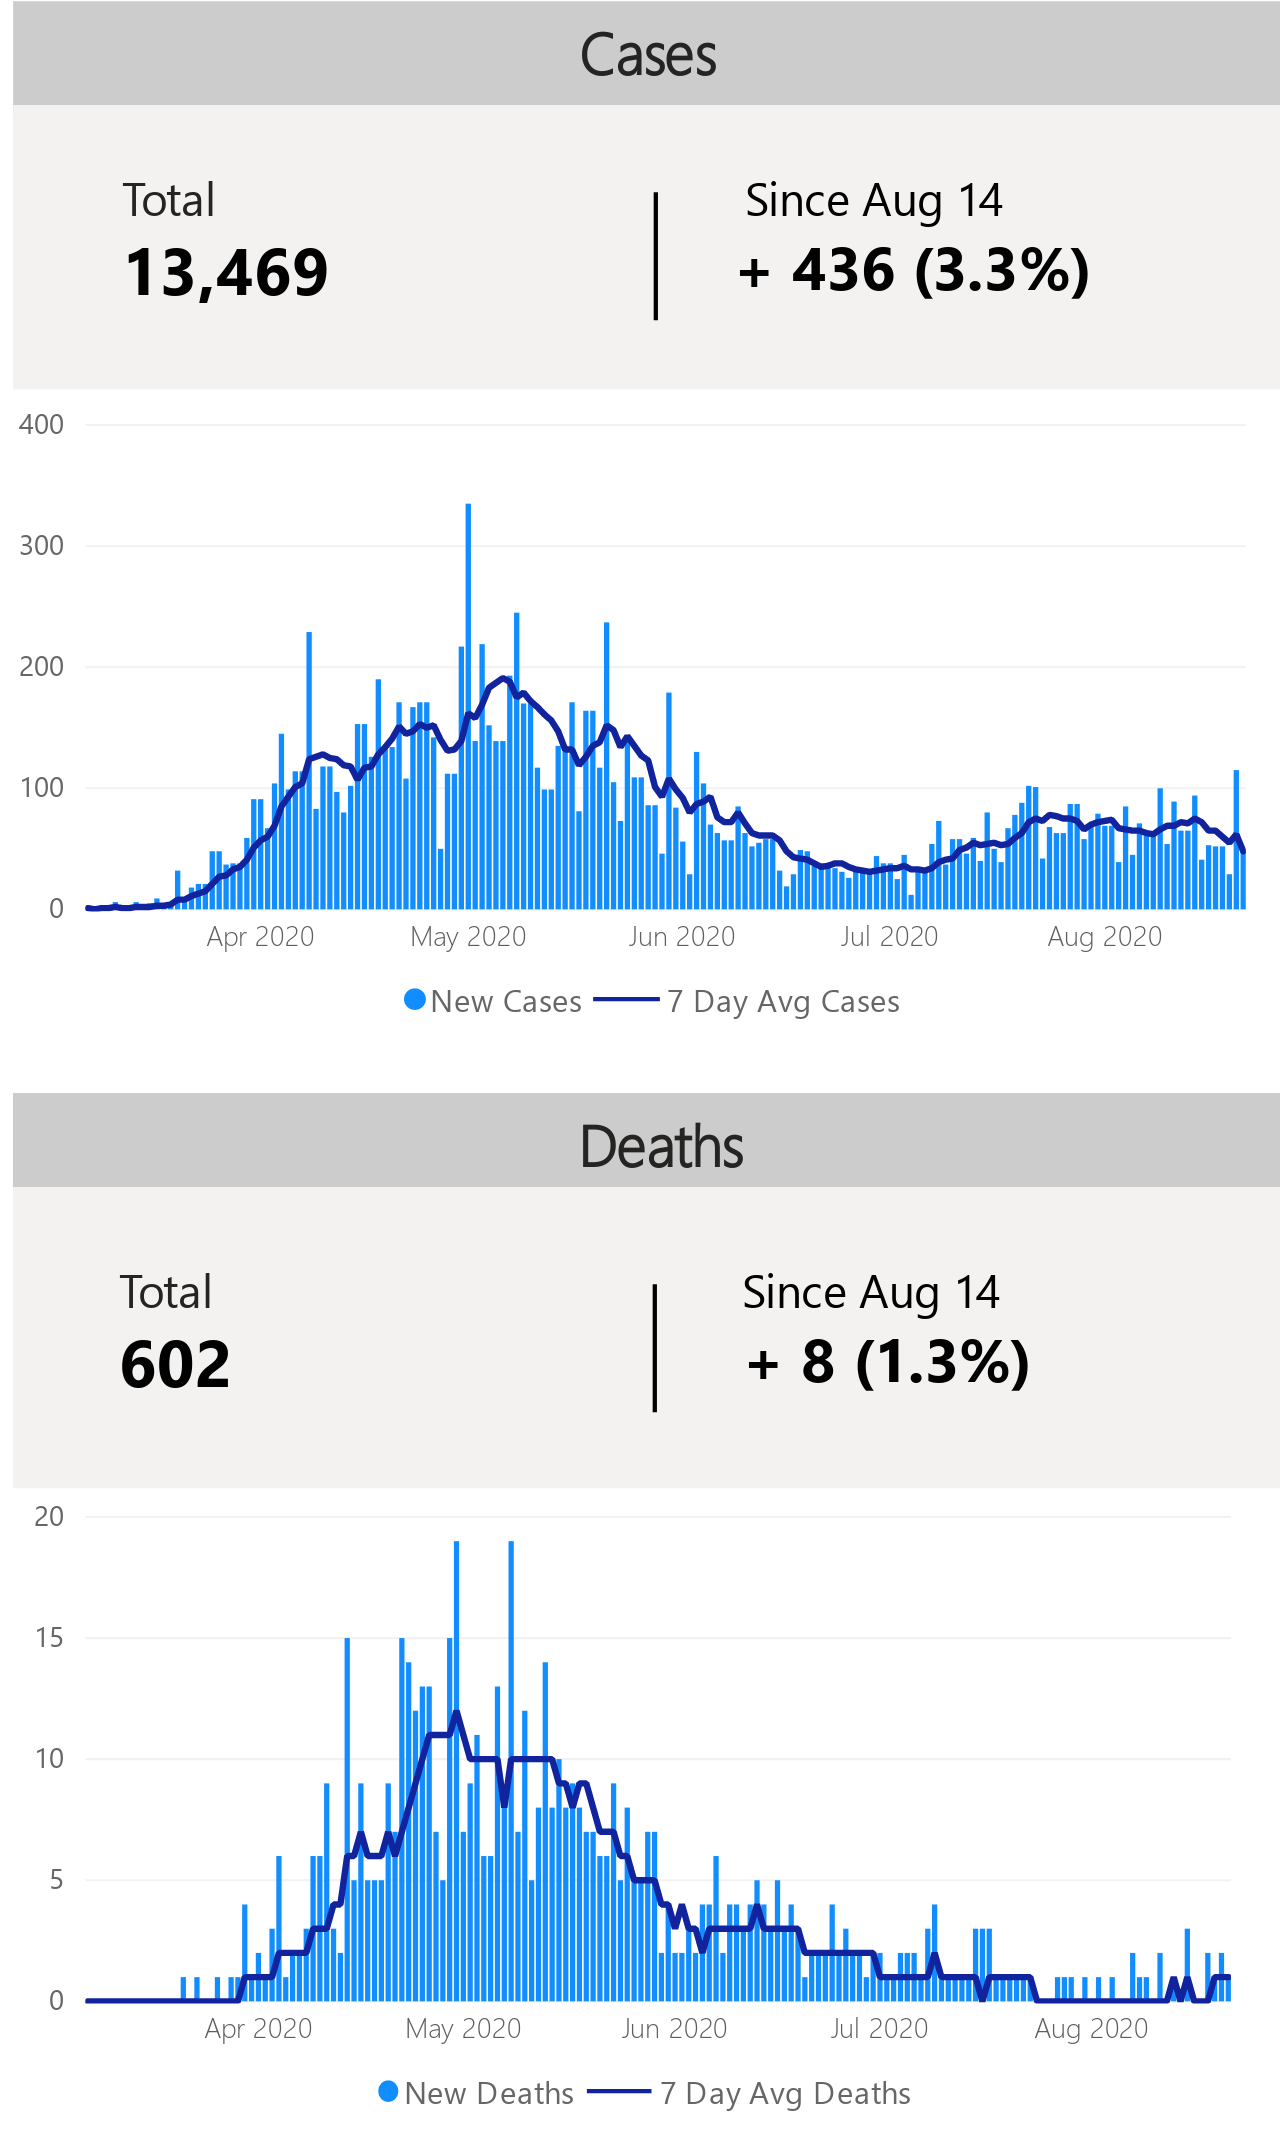 Cases
Total
13,469
Since Aug 14
+ 436 (3.3%)
400
300
200
100
0
Apr 2020 May 2020 Jun 2020 Jul 2020 Aug 2020
New Cases 7 Day Avg Cases
Deaths
Total
602
Since Aug 14
+ 8 (1.3%)
20
15
10
5
0
Apr 2020 May 2020 Jun 2020 Jul 2020 Aug 2020
New Deaths 7 Day Avg Deaths